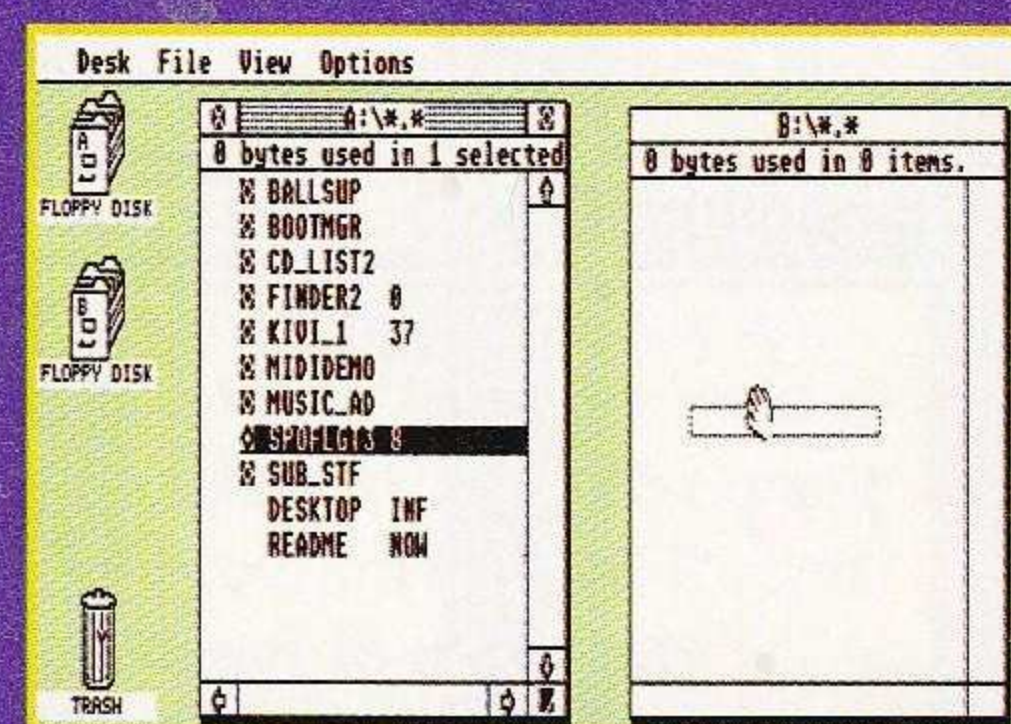 Desk File View Options
A:\*.*
0 bytes used in 1 selected
BALLSUP
BOOTMGR
CD_LIST2
FINDER2 0
KIVI_1 37
MIDIDEMO
MUSIC_AD
8
SUB_STF
DESKTOP INF
README NOW
B:\*.*
0 bytes used in 0 items.
A
FLOPPY DISK
B
FLOPPY DISK
TRASH